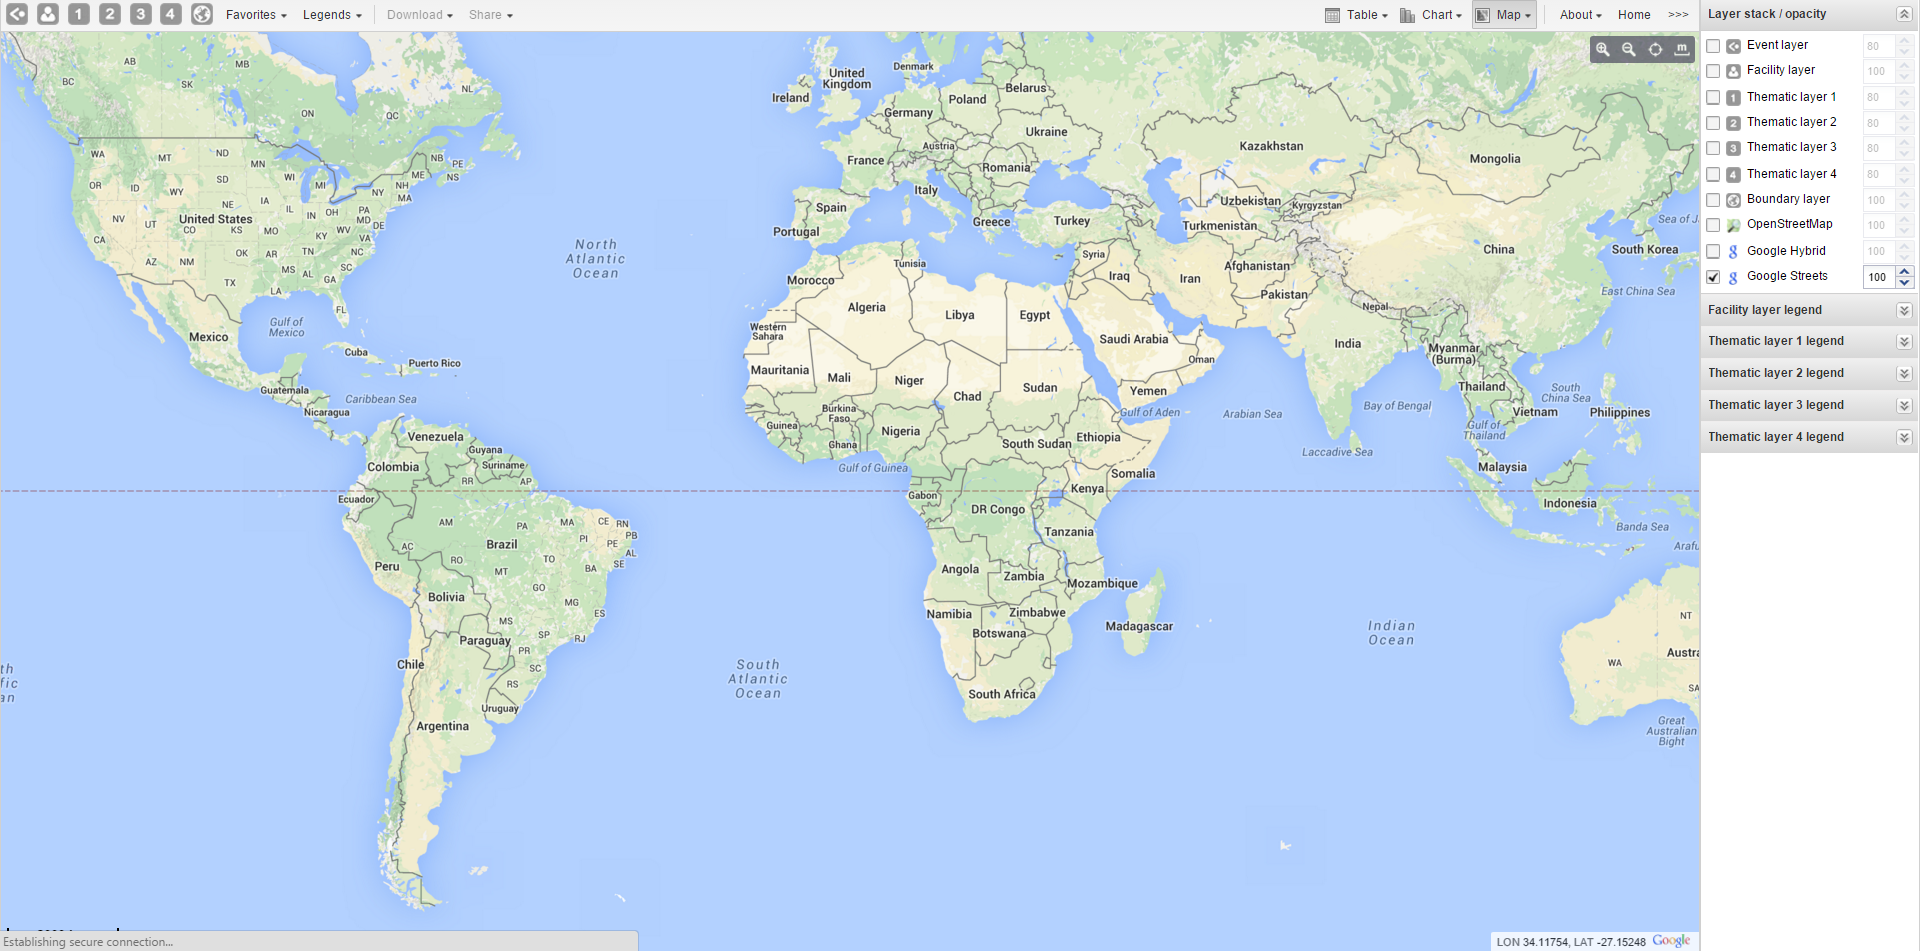 1 2 3 4 Favorites Legends Download Share Table Chart Map About Home >>>
Layer stack / opacity
Event layer 80
Facility layer 100
1 Thematic layer 1 80
2 Thematic layer 2 80
3 Thematic layer 3 80
4 Thematic layer 4 80
Boundary layer 100
OpenStreetMap 100
g Google Hybrid 100
g Google Streets 100
Facility layer legend
Thematic layer 1 legend
Thematic layer 2 legend
Thematic layer 3 legend
Thematic layer 4 legend
m
AB
MB
BC
SK
NL
ON
QC
WA
MT
ND
MN
NB
PE
OR
ID
WY
SD
WI
MI
ME
NS
NH
NY
MA
NE
IA
IL
IN
OH
PA
NV
UT
United States
CO
KS
MO
KY
WV
MD
DE
VA
CA
AZ
NM
OK
AR
TN
NC
SC
MS
AL
GA
TX
LA
FL
Gulf of
Mexico
Mexico
Cuba
Puerto Rico
Guatemala
Caribbean Sea
Nicaragua
Venezuela
Guyana
Suriname
Colombia
RR
AP
Ecuador
AM
PA
MA
CE
RN
PB
PI
PE
AL
SE
AC
RO
Brazil
TO
BA
Peru
MT
GO
Bolivia
MG
ES
MS
SP
RJ
Paraguay
PR
SC
Chile
RS
Uruguay
Argentina
North
Atlantic
Ocean
South
Atlantic
Ocean
United
Kingdom
Ireland
Denmark
Germany
Poland
Belarus
Ukraine
Austria
France
Romania
Italy
Spain
Portugal
Greece
Turkey
Kazakhstan
Mongolia
Uzbekistan
Kyrgyzstan
Turkmenistan
Sea of J
South Korea
China
Syria
Iraq
Iran
Afghanistan
Pakistan
Nepal
East China Sea
Tunisia
Morocco
Algeria
Libya
Egypt
Western
Sahara
Saudi Arabia
Oman
India
Myanmar
(Burma)
Mauritania
Mali
Niger
Chad
Sudan
Yemen
Thailand
South
China Sea
Burkina
Faso
Guinea
Ghana
Nigeria
South Sudan
Ethiopia
Gulf of Aden
Arabian Sea
Bay of Bengal
Vietnam
Philippines
Gulf of
Thailand
Laccadive Sea
Gulf of Guinea
Somalia
Malaysia
Gabon
Kenya
DR Congo
Indonesia
Tanzania
Banda Sea
Arafu
Angola
Zambia
Mozambique
Namibia
Zimbabwe
Botswana
Madagascar
South Africa
Indian
Ocean
NT
WA
Austra
SA
Great
Australian
Bight
th
fic
an
Establishing secure connection...
LON 34.11754, LAT -27.15248 Google